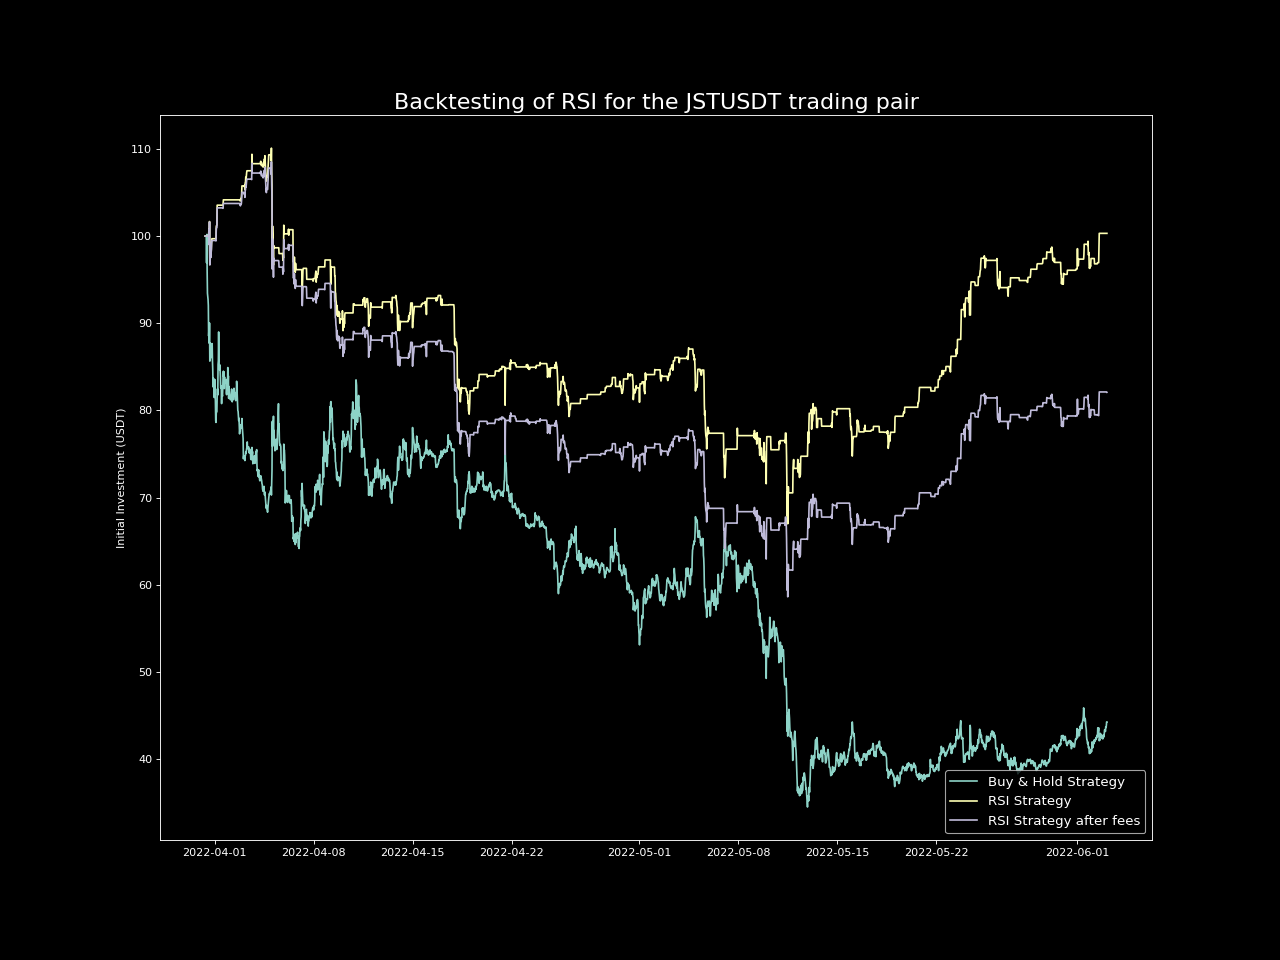 Backtesting of RSI for the JSTUSDT trading pair
Initial Investment (USDT)
110
100
90
80
70
60
50
40
2022-04-01 2022-04-08 2022-04-15 2022-04-22 2022-05-01 2022-05-08 2022-05-15 2022-05-22 2022-06-01
Buy & Hold Strategy
RSI Strategy
RSI Strategy after fees